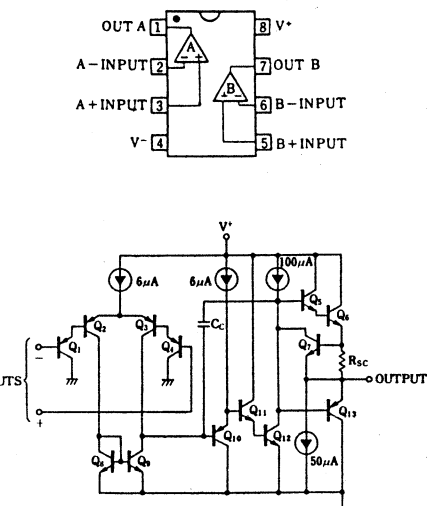 OUT A 1 8 V+
A-INPUT 2 7 OUT B
A+INPUT 3 6 B-INPUT
V- 4 5 B+INPUT
A
B
V+
6μA 6μA 100μA
Q5
Q6
Q2 Q3 CC
Q1 Q4 Q7
RSC
UTS
OUTPUT
Q11 Q13
Q10 Q12
50μA
Q8 Q9